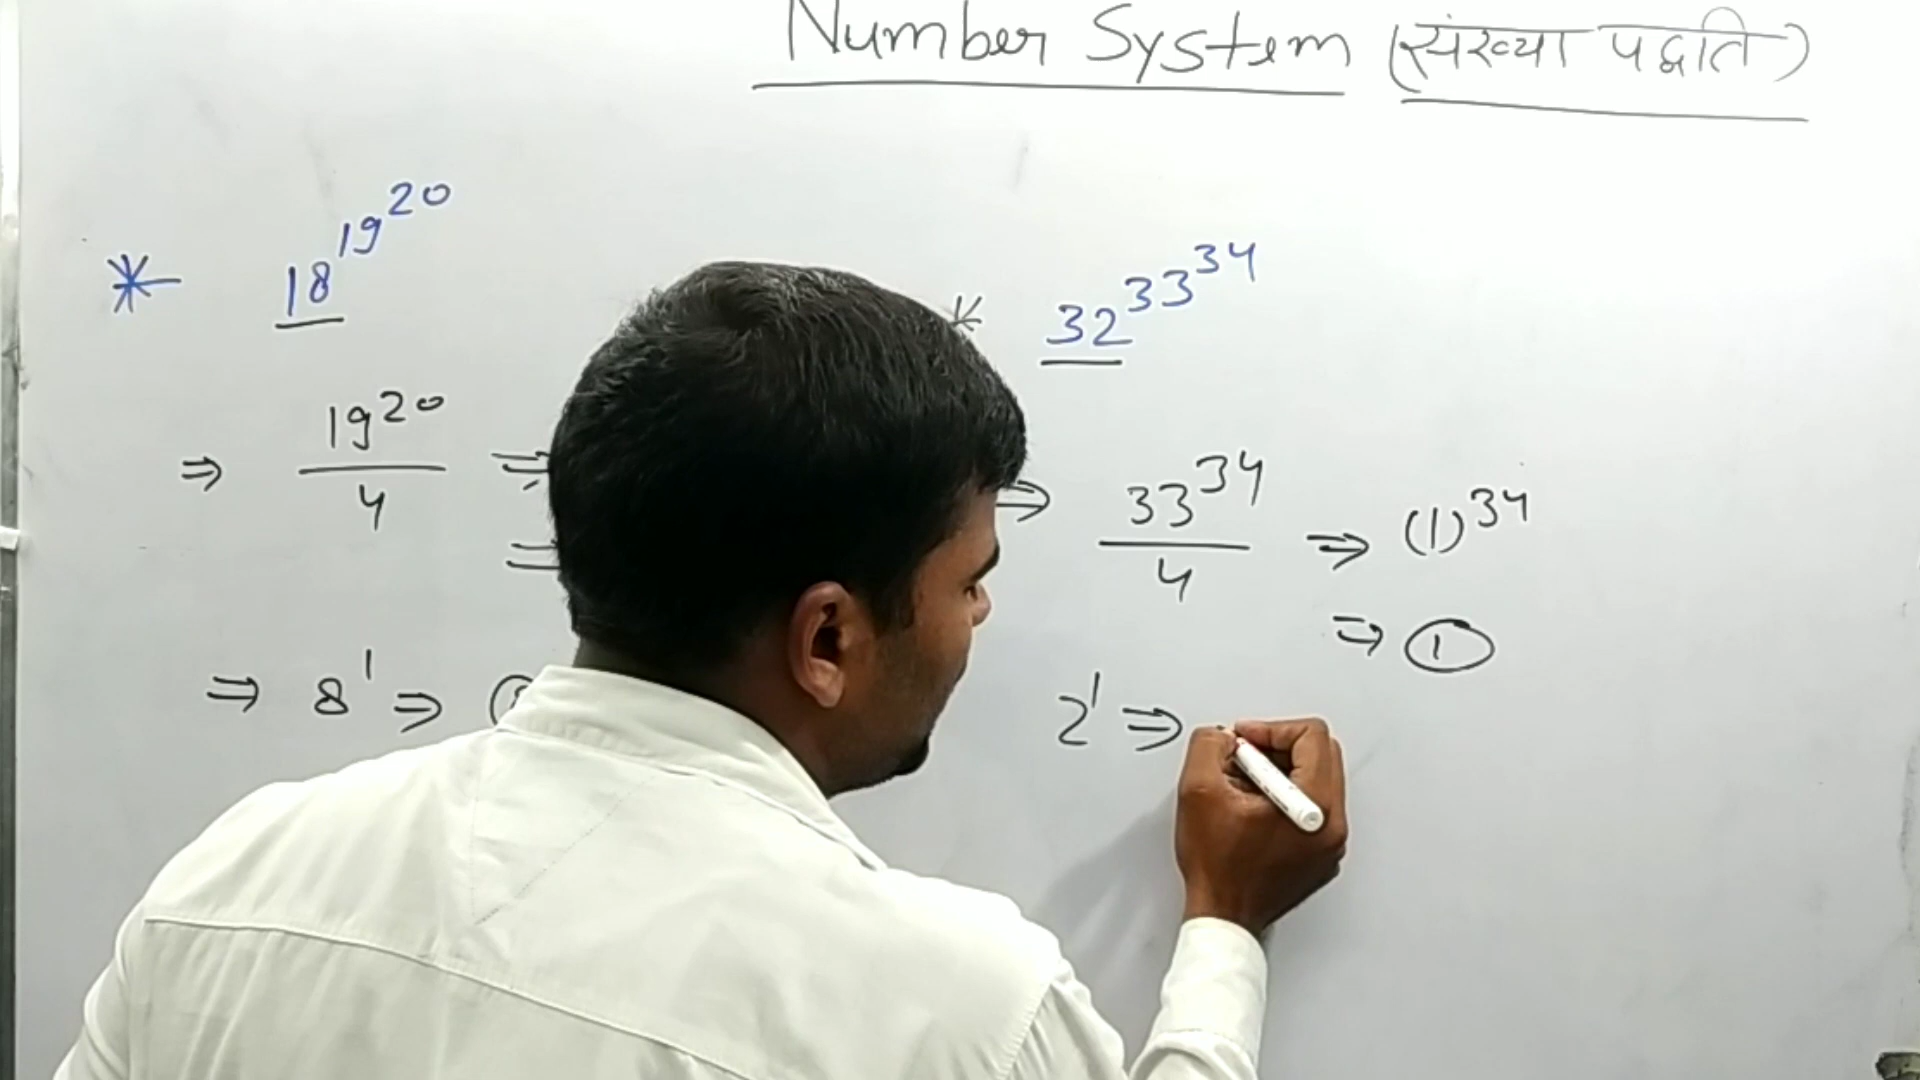 Number System (संख्या पद्धति)
* 18^19^20
* 32^33^34
⇒ 19^20 / 4 ⇒
⇒ 33^34 / 4 ⇒ (1)^34
⇒ 1
⇒ 8^1 ⇒
2^1 ⇒